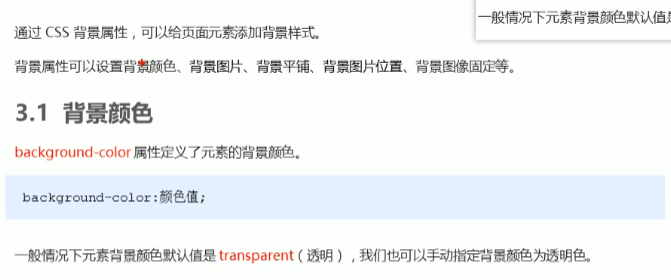 一般情况下元素背景颜色默认值是
通过 CSS 背景属性，可以给页面元素添加背景样式。
背景属性可以设置背景颜色、背景图片、背景平铺、背景图片位置、背景图像固定等。
3.1 背景颜色
background-color 属性定义了元素的背景颜色。
background-color:颜色值;
一般情况下元素背景颜色默认值是 transparent（透明），我们也可以手动指定背景颜色为透明色。